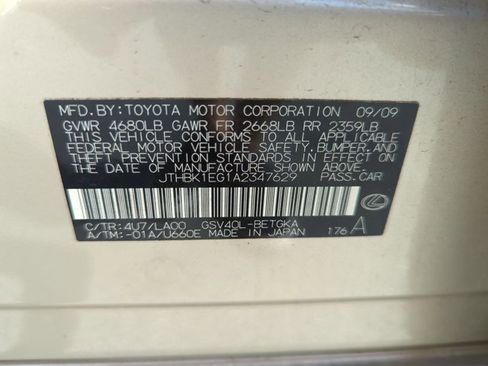 MFD.BY:TOYOTA MOTOR CORPORATION 09/09
GVWR 4680LB GAWR FR 2668LB RR 2359LB
THIS VEHICLE CONFORMS TO ALL APPLICABLE
FEDERAL MOTOR VEHICLE SAFETY, BUMPER, AND
THEFT PREVENTION STANDARDS IN EFFECT ON
THE DATE OF MANUFACTURE SHOWN ABOVE.
JTHBK1EG1A2347629 PASS.CAR
C/TR:4U7/LA00 GSV40L-BETGKA
A/TM:-01A/U660E MADE IN JAPAN 176 A